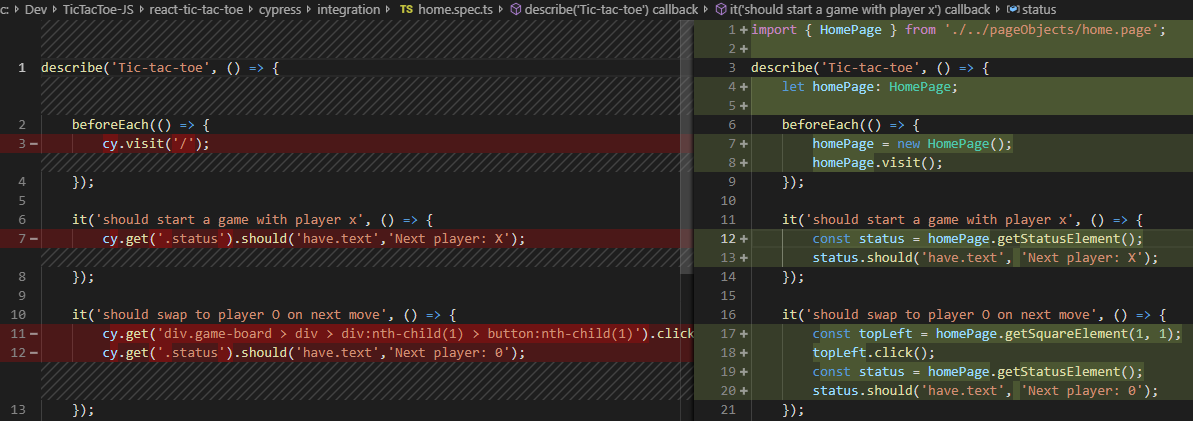 c: > Dev > TicTacToe-JS > react-tic-tac-toe > cypress > integration > TS home.spec.ts > describe('Tic-tac-toe') callback > it('should start a game with player x') callback > status
1 describe('Tic-tac-toe', () => {
2 beforeEach(() => {
3 − cy.visit('/');
4 });
5
6 it('should start a game with player x', () => {
7 − cy.get('.status').should('have.text','Next player: X');
8 });
9
10 it('should swap to player O on next move', () => {
11 − cy.get('div.game-board > div > div:nth-child(1) > button:nth-child(1)').click
12 − cy.get('.status').should('have.text','Next player: 0');
13 });
1 + import { HomePage } from './../pageObjects/home.page';
2 +
3 describe('Tic-tac-toe', () => {
4 + let homePage: HomePage;
5 +
6 beforeEach(() => {
7 + homePage = new HomePage();
8 + homePage.visit();
9 });
10
11 it('should start a game with player x', () => {
12 + const status = homePage.getStatusElement();
13 + status.should('have.text', 'Next player: X');
14 });
15
16 it('should swap to player O on next move', () => {
17 + const topLeft = homePage.getSquareElement(1, 1);
18 + topLeft.click();
19 + const status = homePage.getStatusElement();
20 + status.should('have.text', 'Next player: 0');
21 });